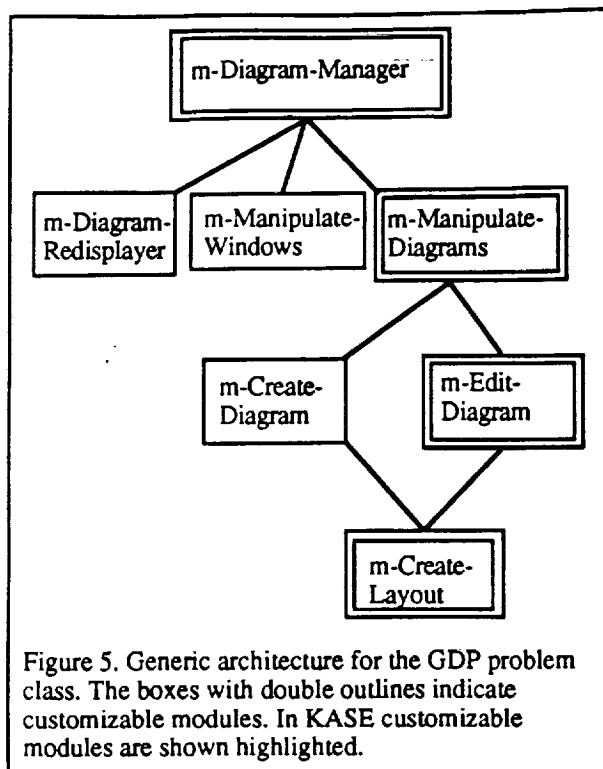 m-Diagram-Manager
m-Diagram-
Redisplayer
m-Manipulate-
Windows
m-Manipulate-
Diagrams
m-Create-
Diagram
m-Edit-
Diagram
m-Create-
Layout
Figure 5. Generic architecture for the GDP problem
class. The boxes with double outlines indicate
customizable modules. In KASE customizable
modules are shown highlighted.